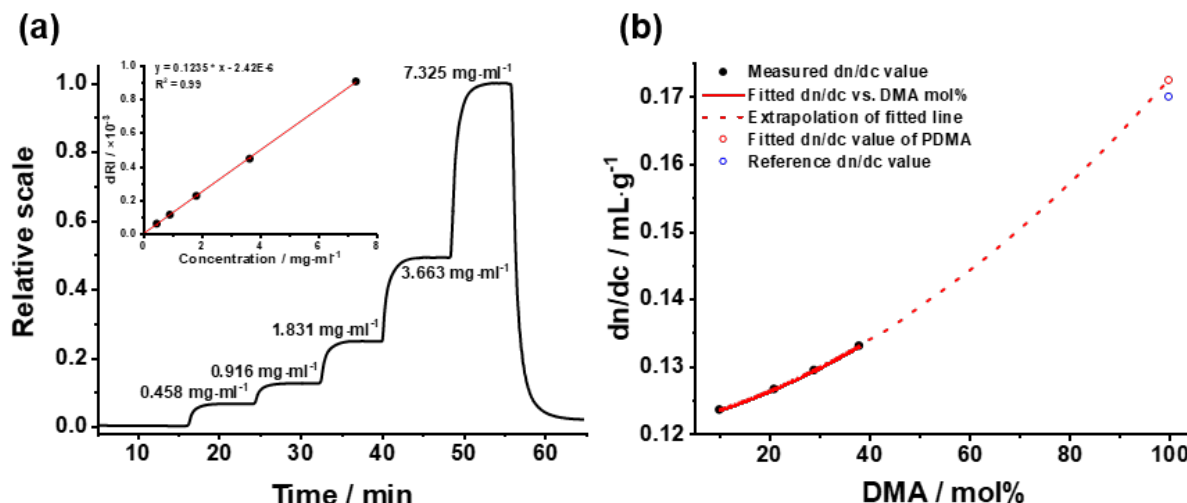 (a)
y = 0.1235 * x - 2.42E-6
R² = 0.99
1.0
0.8
0.6
0.4
0.2
0.0
dRI / ×10⁻³
0
2
4
6
8
Concentration / mg-ml⁻¹
7.325 mg·ml⁻¹
3.663 mg·ml⁻¹
1.831 mg·ml⁻¹
0.916 mg·ml⁻¹
0.458 mg·ml⁻¹
1.0
0.8
0.6
0.4
0.2
0.0
Relative scale
10
20
30
40
50
60
Time / min
(b)
Measured dn/dc value
Fitted dn/dc vs. DMA mol%
Extrapolation of fitted line
Fitted dn/dc value of PDMA
Reference dn/dc value
0.17
0.16
0.15
0.14
0.13
0.12
dn/dc / mL·g⁻¹
20
40
60
80
100
DMA / mol%